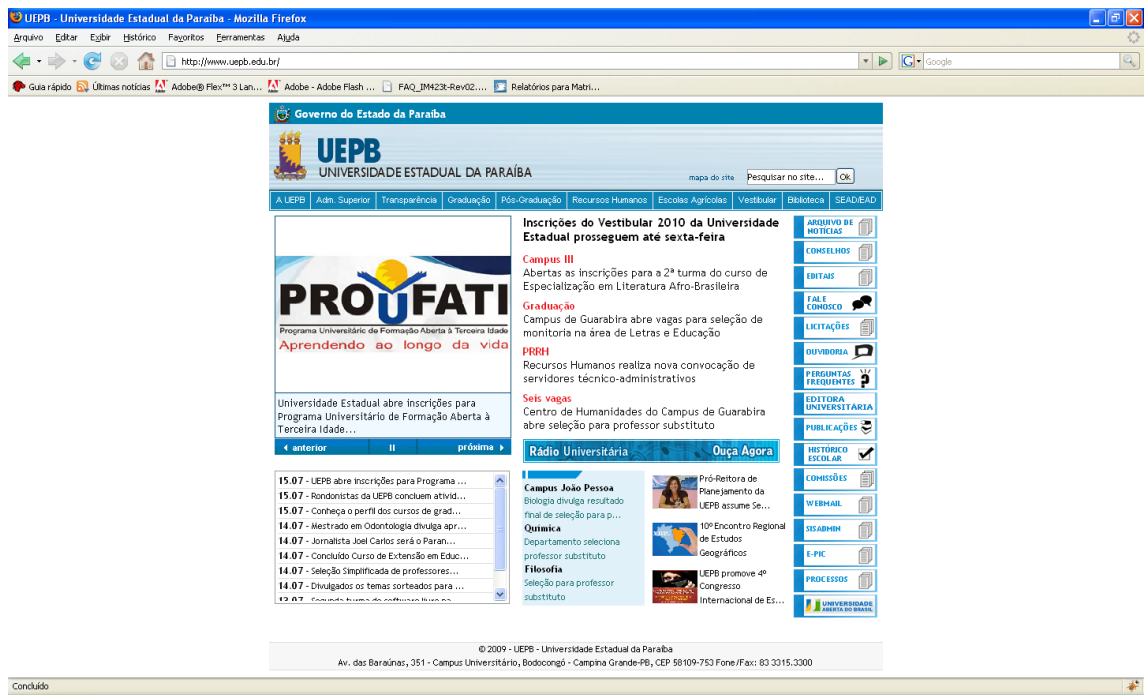 UEPB - Universidade Estadual da Paraíba - Mozilla Firefox
Arquivo Editar Exibir Histórico Favoritos Ferramentas Ajuda
http://www.uepb.edu.br/
Google
Guia rápido Últimas notícias Adobe® Flex™ 3 Lan... Adobe - Adobe Flash ... FAQ_IM423t-Rev02.... Relatórios para Matri...
Governo do Estado da Paraíba
UEPB
UNIVERSIDADE ESTADUAL DA PARAÍBA
mapa do site Pesquisar no site... Ok
A UEPB Adm. Superior Transparência Graduação Pós-Graduação Recursos Humanos Escolas Agrícolas Vestibular Biblioteca SEAD/EAD
PROUFATI
Programa Universitário de Formação Aberta à Terceira Idade
Aprendendo ao longo da vida
Universidade Estadual abre inscrições para
Programa Universitário de Formação Aberta à
Terceira Idade...
anterior próxima
Inscrições do Vestibular 2010 da Universidade
Estadual prosseguem até sexta-feira
Campus III
Abertas as inscrições para a 2ª turma do curso de
Especialização em Literatura Afro-Brasileira
Graduação
Campus de Guarabira abre vagas para seleção de
monitoria na área de Letras e Educação
PRRH
Recursos Humanos realiza nova convocação de
servidores técnico-administrativos
Seis vagas
Centro de Humanidades do Campus de Guarabira
abre seleção para professor substituto
Rádio Universitária Ouça Agora
15.07 - UEPB abre inscrições para Programa ...
15.07 - Rondonistas da UEPB concluem ativid...
15.07 - Conheça o perfil dos cursos de grad...
14.07 - Mestrado em Odontologia divulga apr...
14.07 - Jornalista Joel Carlos será o Paran...
14.07 - Concluído Curso de Extensão em Educ...
14.07 - Seleção Simplificada de professores...
14.07 - Divulgados os temas sorteados para ...
13.07 - Segunda turma de software livre na ...
Campus João Pessoa
Biologia divulga resultado
final de seleção para p...
Química
Departamento seleciona
professor substituto
Filosofia
Seleção para professor
substituto
Pró-Reitora de
Planejamento da
UEPB assume Se...
10º Encontro Regional
de Estudos
Geográficos
UEPB promove 4º
Congresso
Internacional de Es...
ARQUIVO DE
NOTÍCIAS
CONSELHOS
EDITAIS
FALE
CONOSCO
LICITAÇÕES
OUVIDORIA
PERGUNTAS
FREQUENTES
EDITORA
UNIVERSITÁRIA
PUBLICAÇÕES
HISTÓRICO
ESCOLAR
COMISSÕES
WEBMAIL
SISADMIN
E-PIC
PROCESSOS
UNIVERSIDADE
ABERTA DO BRASIL
© 2009 - UEPB - Universidade Estadual da Paraíba
Av. das Baraúnas, 351 - Campus Universitário, Bodocongó - Campina Grande-PB, CEP 58109-753 Fone/Fax: 83 3315.3300
Concluído